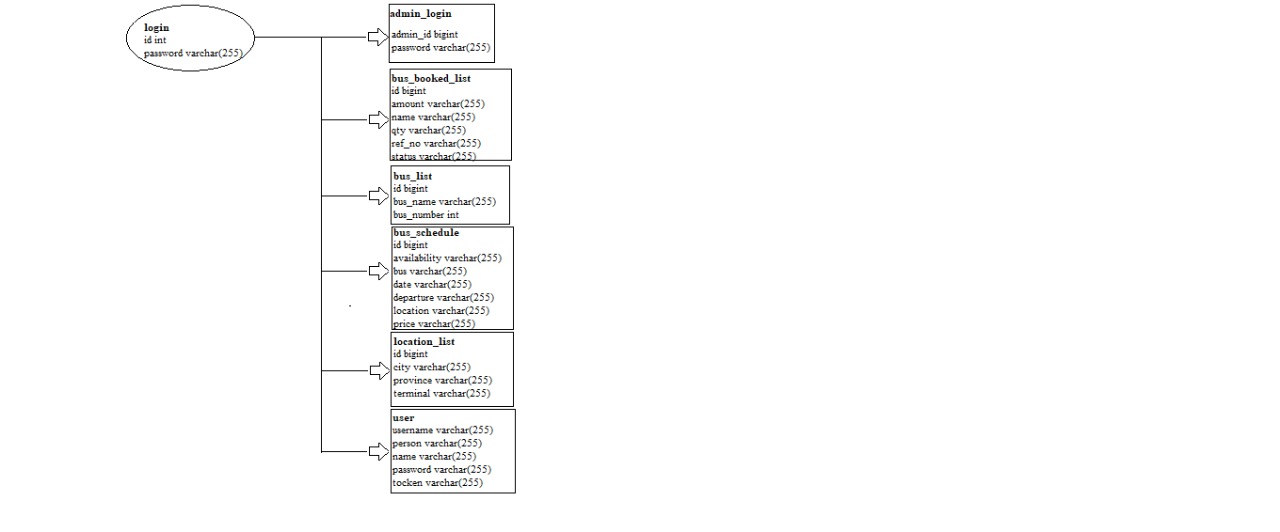 login
id int
password varchar(255)
admin_login
admin_id bigint
password varchar(255)
bus_booked_list
id bigint
amount varchar(255)
name varchar(255)
qty varchar(255)
ref_no varchar(255)
status varchar(255)
bus_list
id bigint
bus_name varchar(255)
bus_number int
bus_schedule
id bigint
availability varchar(255)
bus varchar(255)
date varchar(255)
departure varchar(255)
location varchar(255)
price varchar(255)
location_list
id bigint
city varchar(255)
province varchar(255)
terminal varchar(255)
user
username varchar(255)
person varchar(255)
name varchar(255)
password varchar(255)
tocken varchar(255)